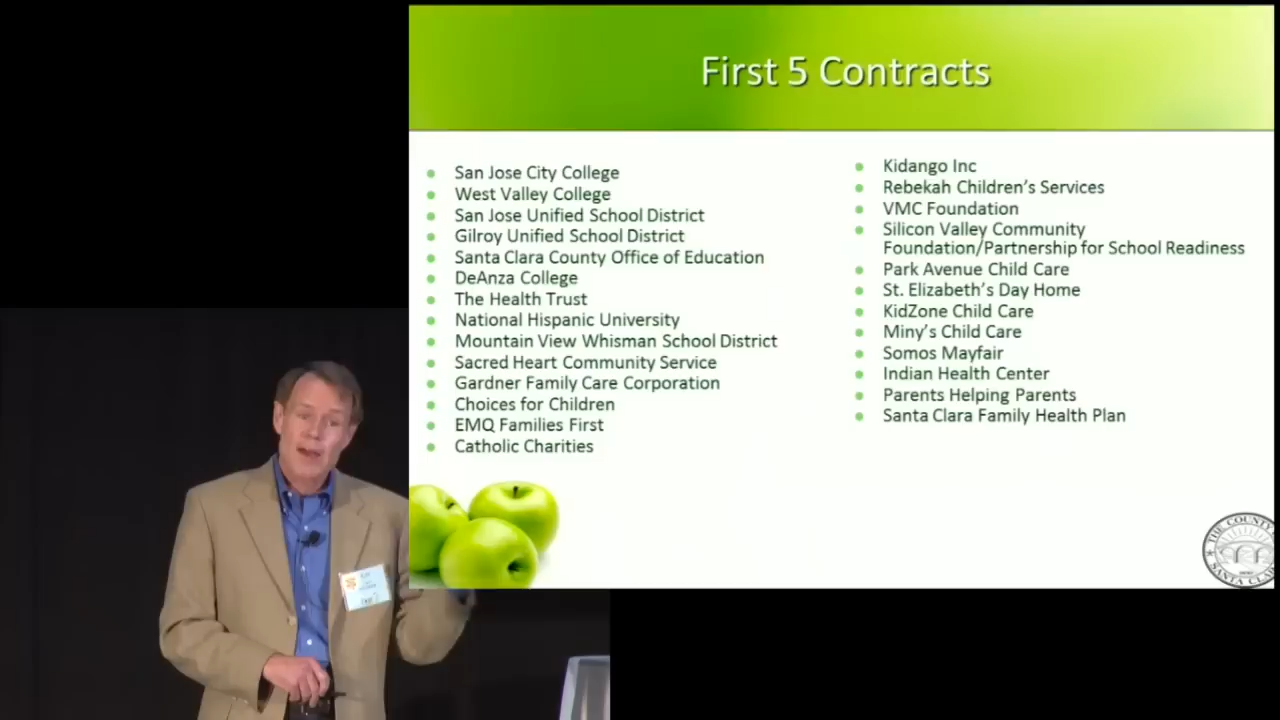 First 5 Contracts
San Jose City College
West Valley College
San Jose Unified School District
Gilroy Unified School District
Santa Clara County Office of Education
DeAnza College
The Health Trust
National Hispanic University
Mountain View Whisman School District
Sacred Heart Community Service
Gardner Family Care Corporation
Choices for Children
EMQ Families First
Catholic Charities
Kidango Inc
Rebekah Children's Services
VMC Foundation
Silicon Valley Community
Foundation/Partnership for School Readiness
Park Avenue Child Care
St. Elizabeth's Day Home
KidZone Child Care
Miny's Child Care
Somos Mayfair
Indian Health Center
Parents Helping Parents
Santa Clara Family Health Plan
THE COUNTY
SANTA